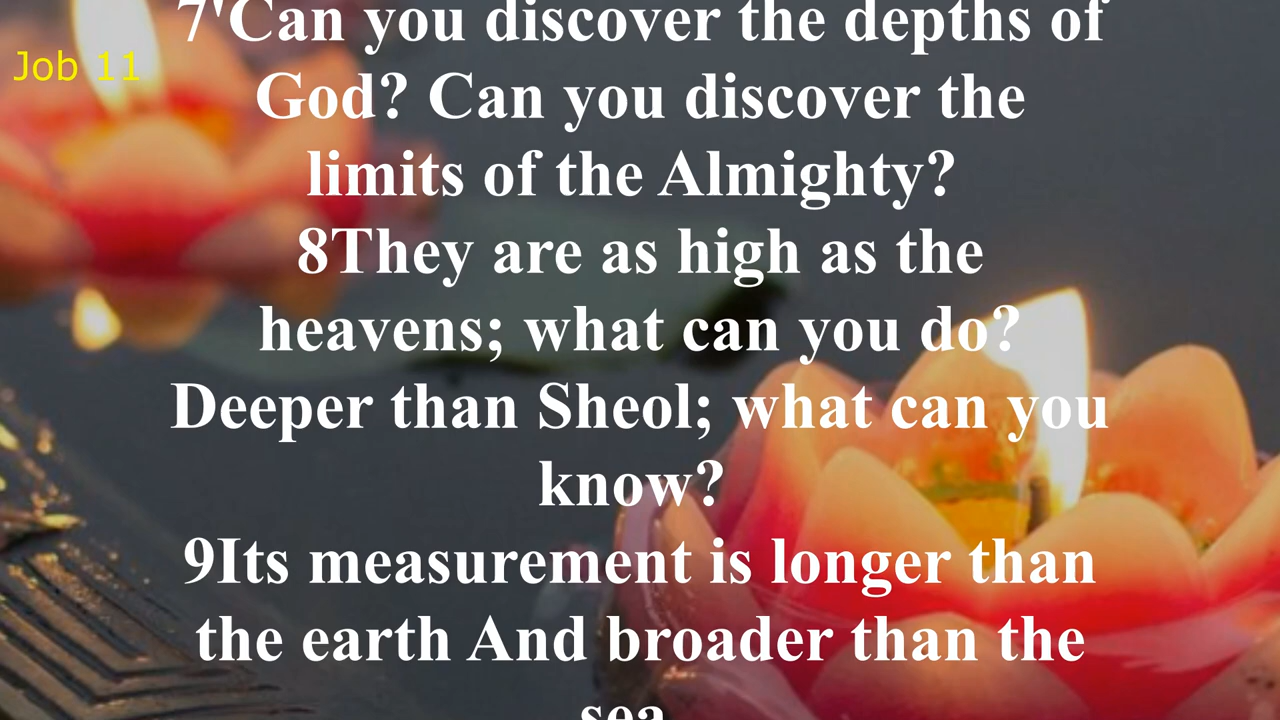 Job 11
7'Can you discover the depths of
God? Can you discover the
limits of the Almighty?
8They are as high as the
heavens; what can you do?
Deeper than Sheol; what can you
know?
9Its measurement is longer than
the earth And broader than the
sea